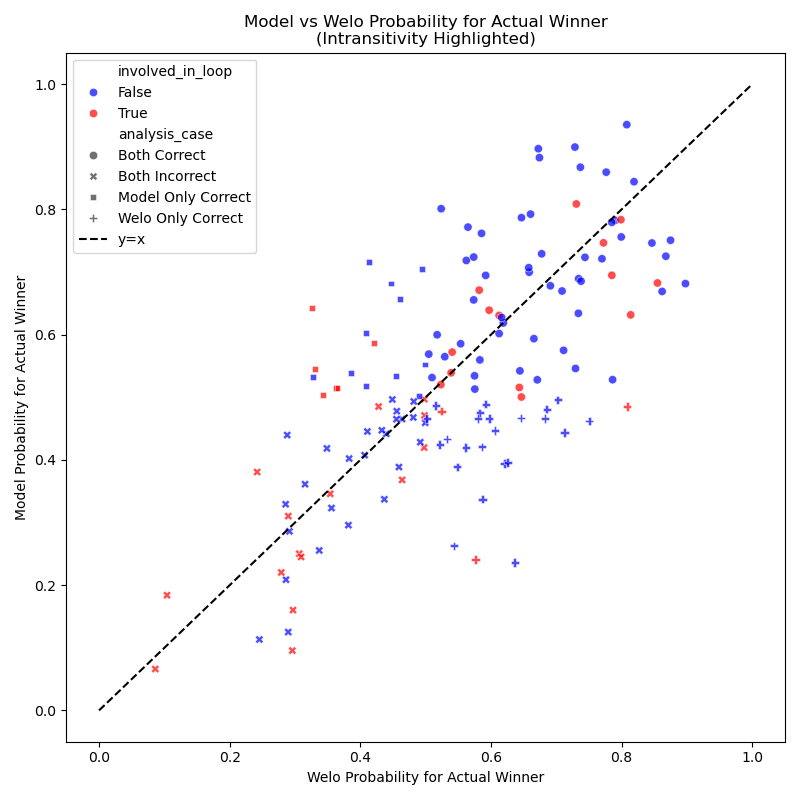 Model vs Welo Probability for Actual Winner
(Intransitivity Highlighted)
involved_in_loop
False
True
analysis_case
Both Correct
Both Incorrect
Model Only Correct
Welo Only Correct
y=x
1.0
0.8
0.6
0.4
0.2
0.0
Model Probability for Actual Winner
0.0 0.2 0.4 0.6 0.8 1.0
Welo Probability for Actual Winner